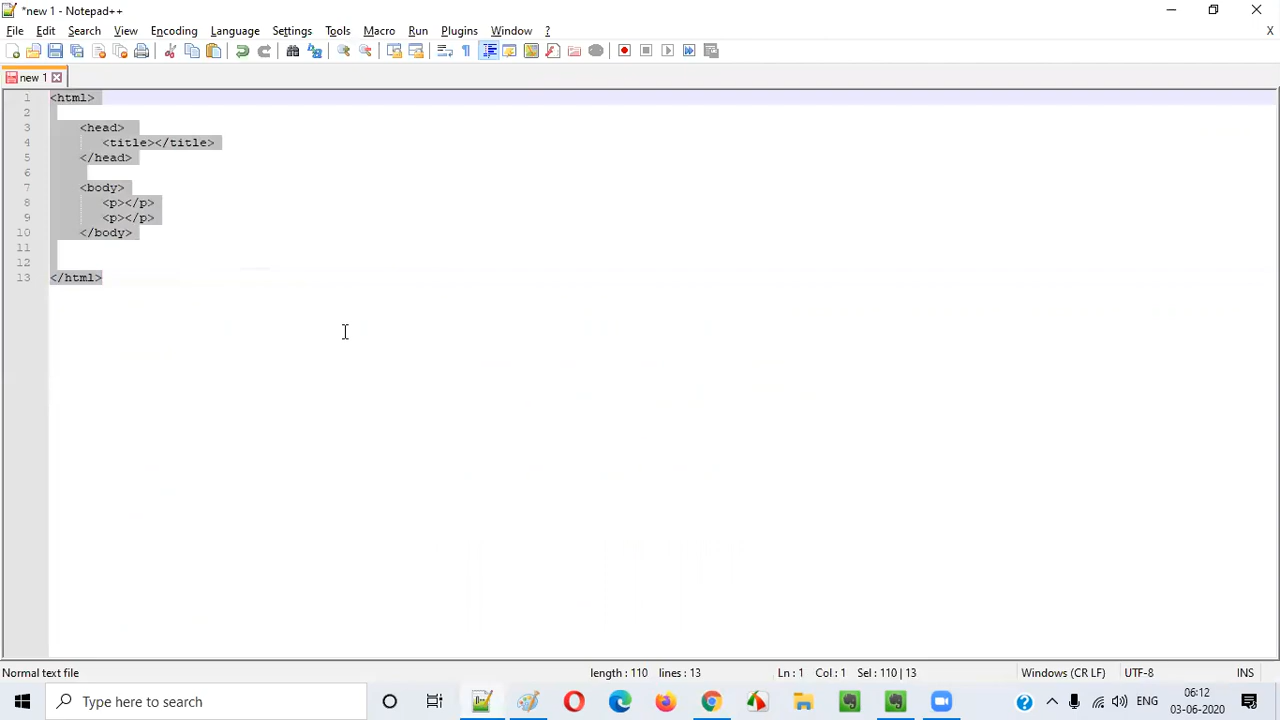 *new 1 - Notepad++
File Edit Search View Encoding Language Settings Tools Macro Run Plugins Window ? X
new 1
1 <html>
2
3 <head>
4 <title></title>
5 </head>
6
7 <body>
8 <p></p>
9 <p></p>
10 </body>
11
12
13 </html>
Normal text file length : 110 lines : 13 Ln : 1 Col : 1 Sel : 110 | 13 Windows (CR LF) UTF-8 INS
Type here to search ENG 06:12
03-06-2020